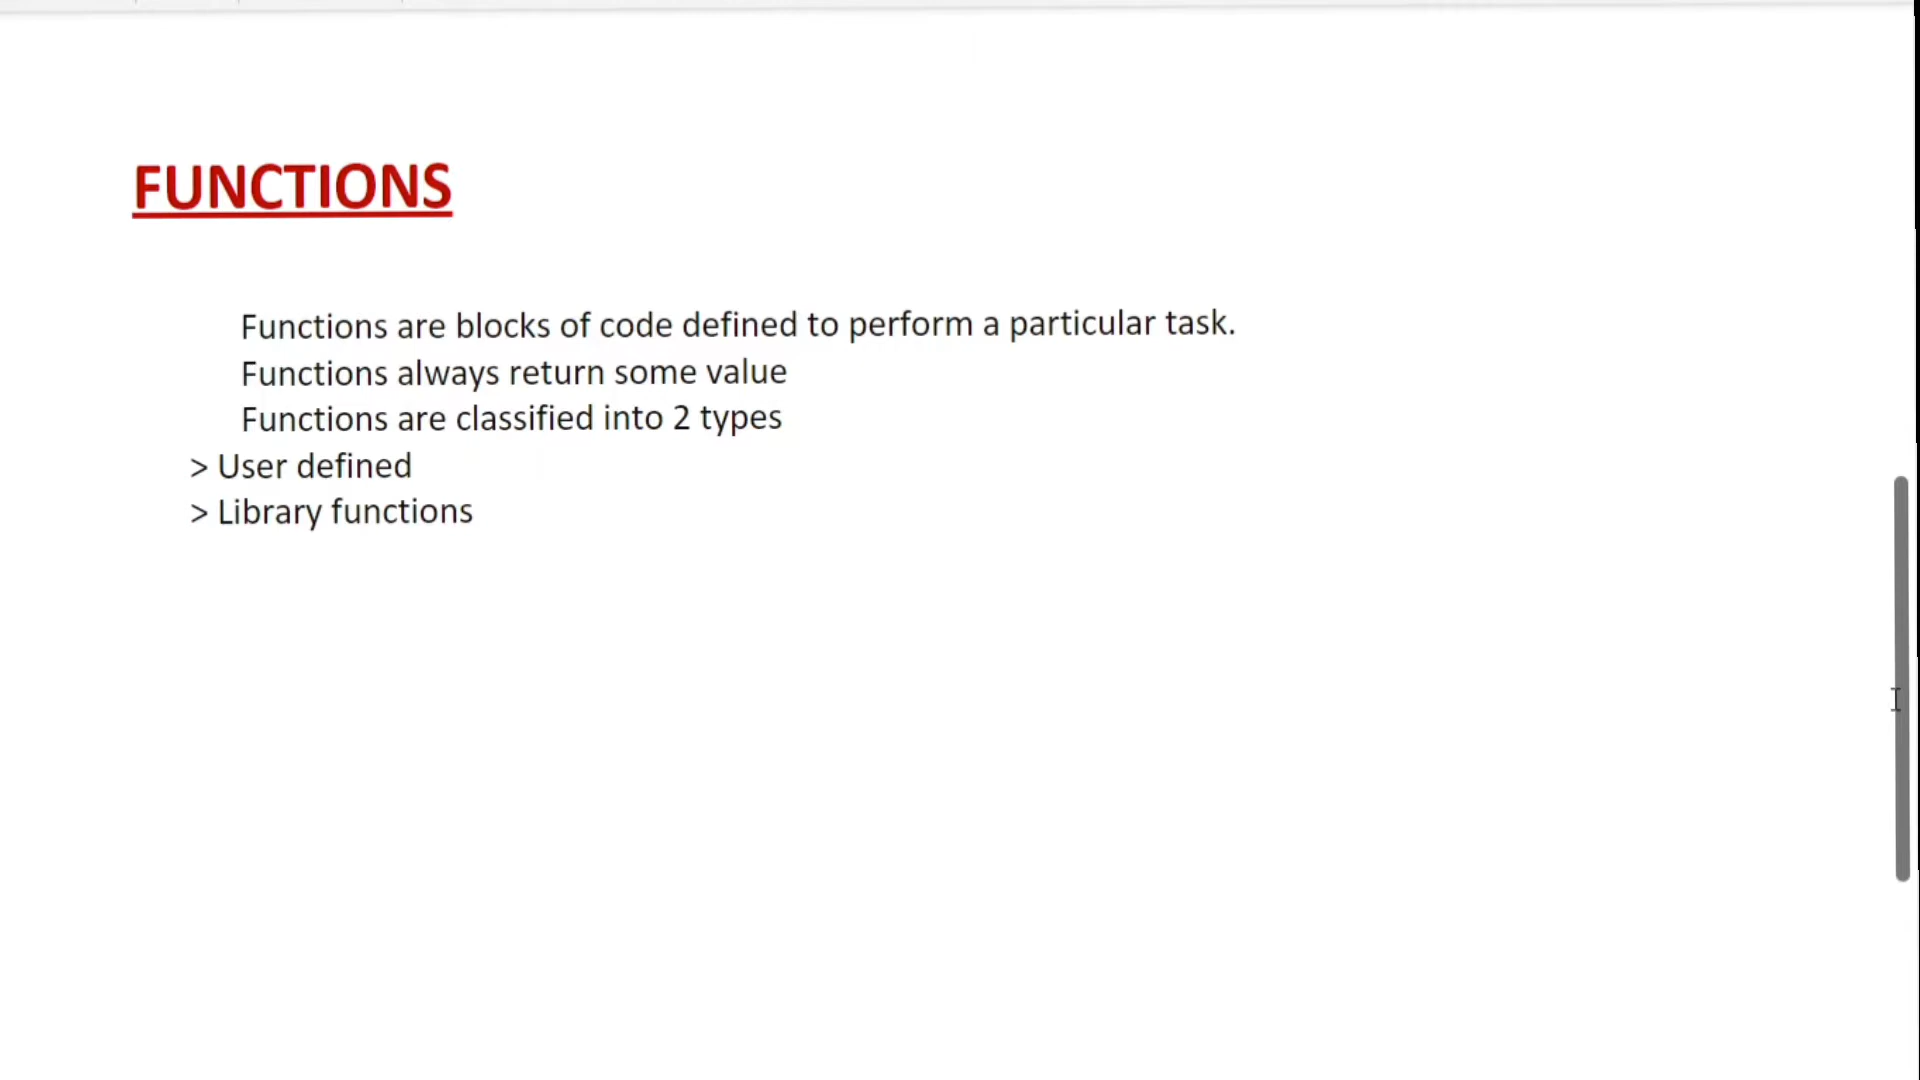 FUNCTIONS
Functions are blocks of code defined to perform a particular task.
Functions always return some value
Functions are classified into 2 types
> User defined
> Library functions